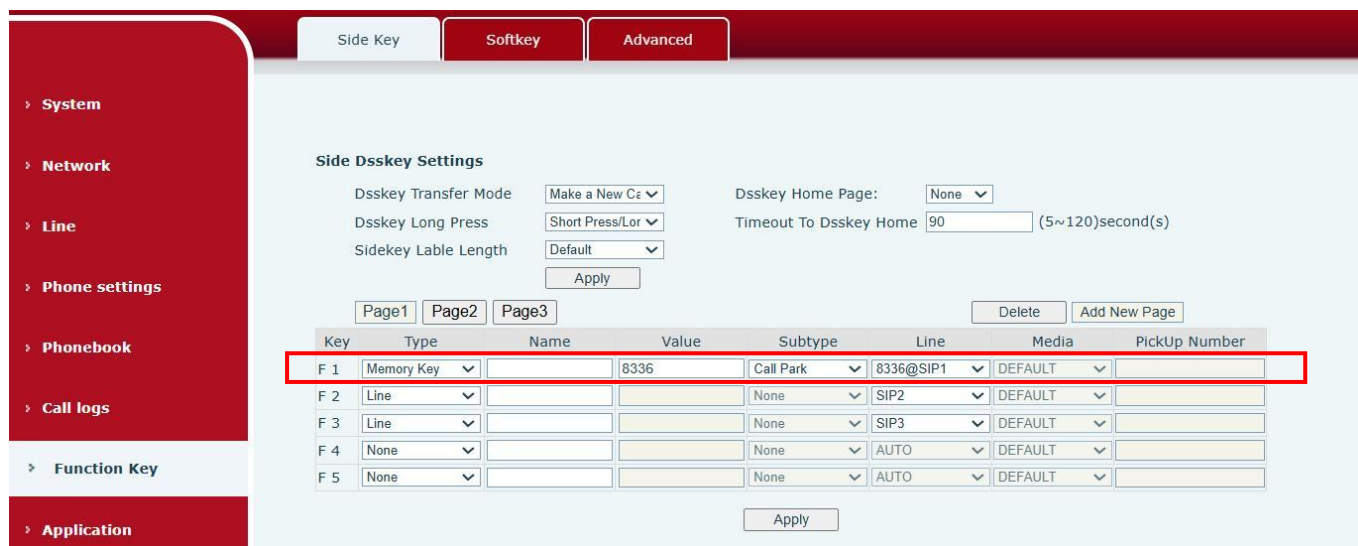 Side Key Softkey Advanced
System
Network
Line
Phone settings
Phonebook
Call logs
Function Key
Application
Side Dsskey Settings
Dsskey Transfer Mode Make a New Ca Dsskey Home Page: None
Dsskey Long Press Short Press/Lor Timeout To Dsskey Home 90 (5~120)second(s)
Sidekey Lable Length Default
Apply
Page1 Page2 Page3 Delete Add New Page
Key Type Name Value Subtype Line Media PickUp Number
F 1 Memory Key 8336 Call Park 8336@SIP1 DEFAULT
F 2 Line None SIP2 DEFAULT
F 3 Line None SIP3 DEFAULT
F 4 None None AUTO DEFAULT
F 5 None None AUTO DEFAULT
Apply